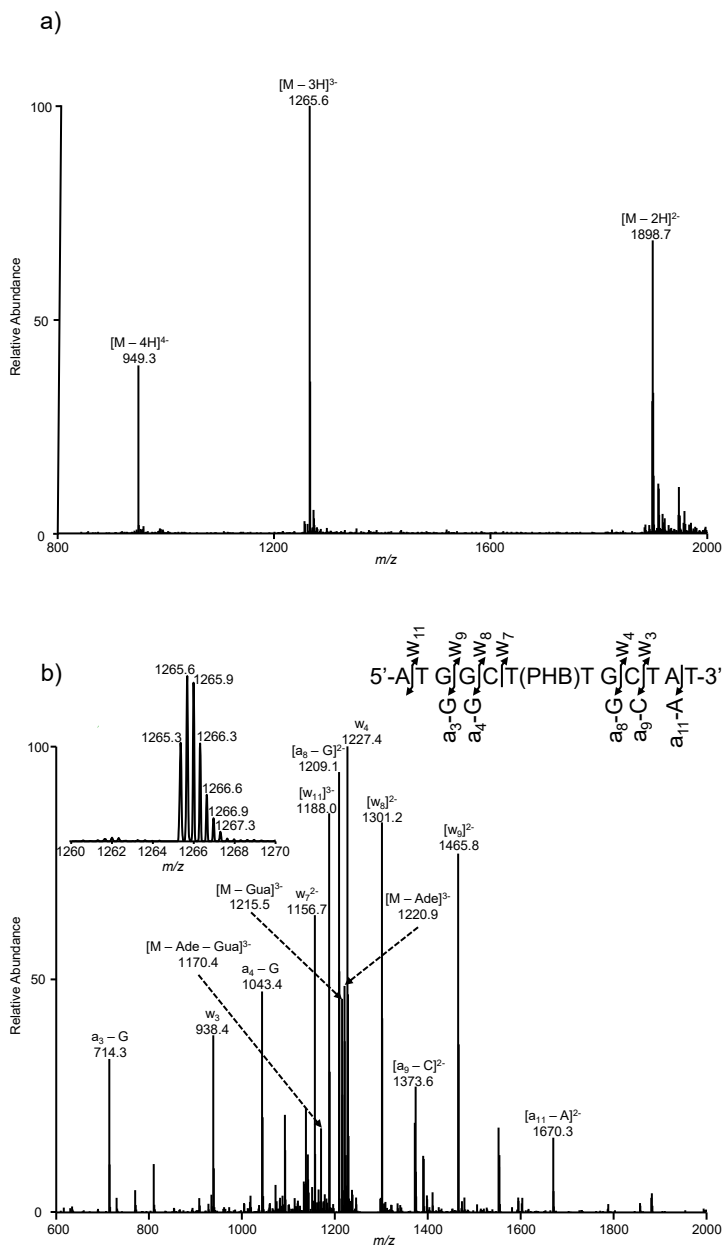 a)
[M – 3H]3-
1265.6
[M – 2H]2-
1898.7
[M – 4H]4-
949.3
Relative Abundance
100
50
0
800
1200
1600
2000
m/z
b)
w11
w9
w8
w7
w4
w3
5'-AT GGCT(PHB)T GCTAT-3'
a3-G
a4-G
a8-G
a9-C
a11-A
1265.6
1265.9
1265.3
1266.3
1266.6
1266.9
1267.3
1260
1262
1264
1266
1268
1270
m/z
w4
1227.4
[a8 – G]2-
1209.1
[w11]3-
1188.0
[w8]2-
1301.2
[w9]2-
1465.8
[M – Gua]3-
1215.5
w72-
1156.7
[M – Ade]3-
1220.9
[M – Ade – Gua]3-
1170.4
a4 – G
1043.4
w3
938.4
a3 – G
714.3
[a9 – C]2-
1373.6
[a11 – A]2-
1670.3
Relative Abundance
100
50
0
600
800
1000
1200
1400
1600
1800
2000
m/z